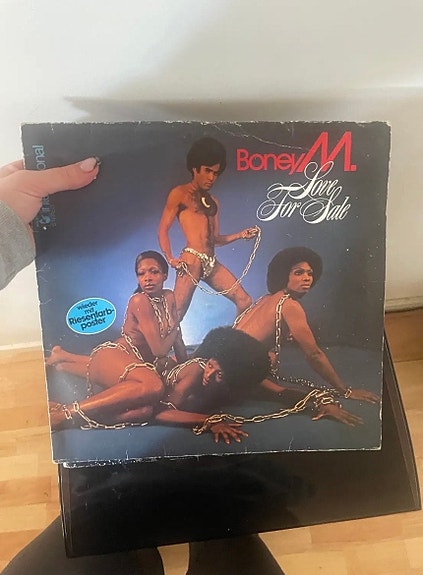 Boney M.
Love
For Sale
wieder
mit
Riesenfarb-
poster